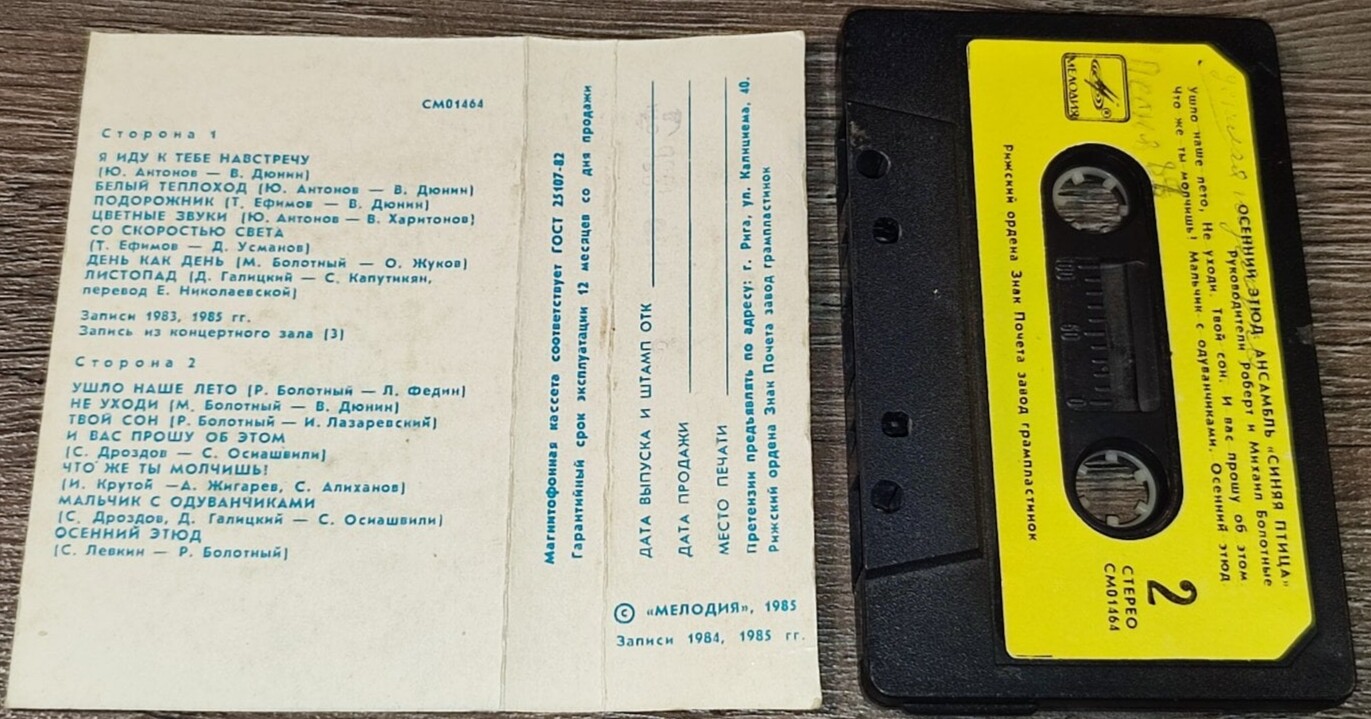 СМ01464
Сторона 1
Я ИДУ К ТЕБЕ НАВСТРЕЧУ
(Ю. Антонов — В. Дюнин)
БЕЛЫЙ ТЕПЛОХОД (Ю. Антонов — В. Дюнин)
ПОДОРОЖНИК (Т. Ефимов — В. Дюнин)
ЦВЕТНЫЕ ЗВУКИ (Ю. Антонов — В. Харитонов)
СО СКОРОСТЬЮ СВЕТА
(Т. Ефимов — Д. Усманов)
ДЕНЬ КАК ДЕНЬ (М. Болотный — О. Жуков)
ЛИСТОПАД (Д. Галицкий — С. Капутикян,
перевод Е. Николаевской)
Записи 1983, 1985 гг.
Запись из концертного зала (3)
Сторона 2
УШЛО НАШЕ ЛЕТО (Р. Болотный — Л. Федин)
НЕ УХОДИ (М. Болотный — В. Дюнин)
ТВОЙ СОН (Р. Болотный — И. Лазаревский)
И ВАС ПРОШУ ОБ ЭТОМ
(С. Дроздов — С. Осиашвили)
ЧТО ЖЕ ТЫ МОЛЧИШЬ!
(И. Крутой —А. Жигарев, С. Алиханов)
МАЛЬЧИК С ОДУВАНЧИКАМИ
(С. Дроздов, Д. Галицкий — С. Осиашвили)
ОСЕННИЙ ЭТЮД
(С. Левкин — Р. Болотный)
Магнитофонная кассета соответствует ГОСТ 25107-82
Гарантийный срок эксплуатации 12 месяцев со дня продажи
ДАТА ВЫПУСКА И ШТАМП ОТК
ДАТА ПРОДАЖИ
МЕСТО ПЕЧАТИ
Претензии предъявлять по адресу: г. Рига, ул. Калнциема, 40.
Рижский ордена Знак Почета завод грампластинок
© «МЕЛОДИЯ», 1985
Записи 1984, 1985 гг.
МЕЛОДИЯ
ОСЕННИЙ ЭТЮД. АНСАМБЛЬ «СИНЯЯ ПТИЦА»
Руководители Роберт и Михаил Болотные
Ушло наше лето, Не уходи. Твой сон. И вас прошу об этом
Что же ты молчишь! Мальчик с одуванчиками. Осенний этюд
100 50 0
Рижский ордена Знак Почета завод грампластинок
2
СТЕРЕО
СМ01464